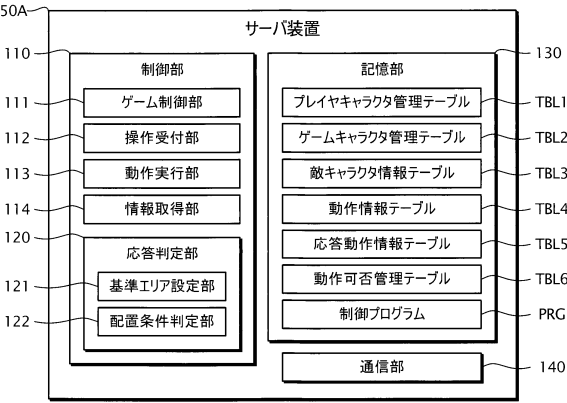 50A
サーバ装置
110
制御部
111
ゲーム制御部
112
操作受付部
113
動作実行部
114
情報取得部
120
応答判定部
121
基準エリア設定部
122
配置条件判定部
130
記憶部
プレイヤキャラクタ管理テーブル
TBL1
ゲームキャラクタ管理テーブル
TBL2
敵キャラクタ情報テーブル
TBL3
動作情報テーブル
TBL4
応答動作情報テーブル
TBL5
動作可否管理テーブル
TBL6
制御プログラム
PRG
通信部
140